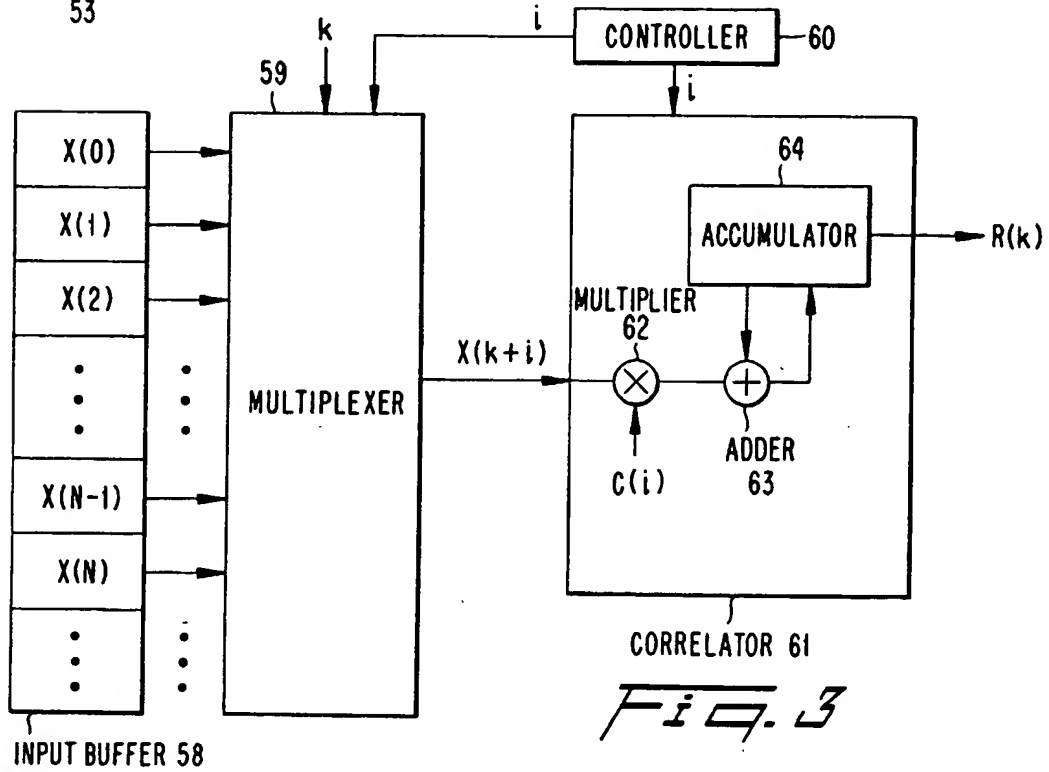 53
k
i
CONTROLLER
60
59
i
X(0)
X(1)
X(2)
X(N-1)
X(N)
MULTIPLEXER
X(k+i)
64
ACCUMULATOR
R(k)
MULTIPLIER
62
C(i)
ADDER
63
CORRELATOR 61
INPUT BUFFER 58
Fig. 3